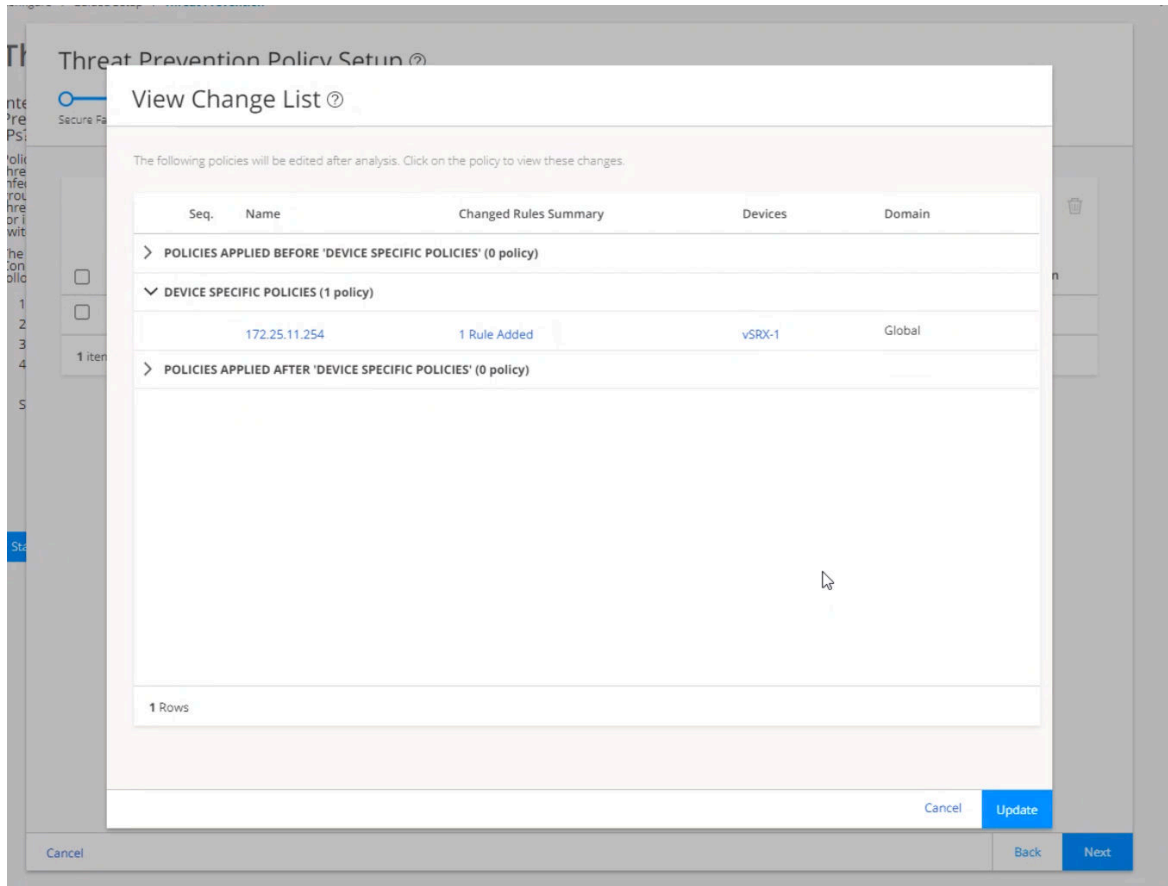 Threat Prevention Policy Setup
View Change List
Secure Fa
The following policies will be edited after analysis. Click on the policy to view these changes.
Seq. Name Changed Rules Summary Devices Domain
POLICIES APPLIED BEFORE 'DEVICE SPECIFIC POLICIES' (0 policy)
DEVICE SPECIFIC POLICIES (1 policy)
172.25.11.254 1 Rule Added vSRX-1 Global
1 iten
POLICIES APPLIED AFTER 'DEVICE SPECIFIC POLICIES' (0 policy)
1 Rows
Sta
Cancel Update
Cancel Back Next